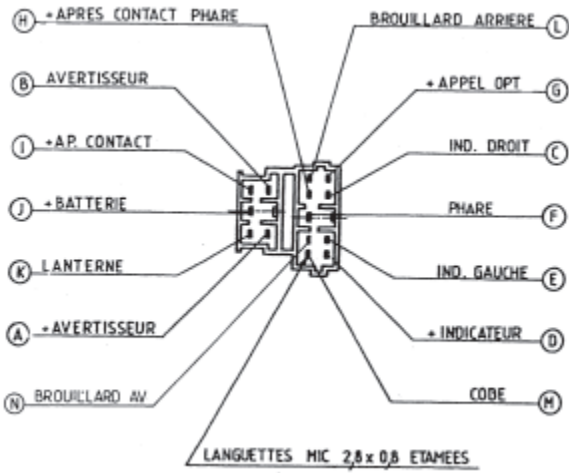 H + APRES CONTACT PHARE
BROUILLARD ARRIERE L
B AVERTISSEUR
+ APPEL OPT G
I +AP. CONTACT
IND. DROIT C
J + BATTERIE
PHARE F
K LANTERNE
IND. GAUCHE E
A + AVERTISSEUR
+ INDICATEUR D
N BROUILLARD AV
CODE M
LANGUETTES MIC 2,8 x 0,8 ETAMEES